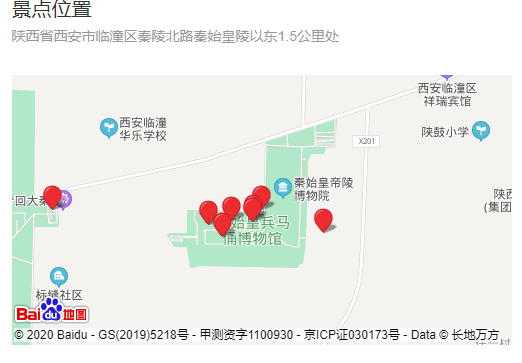 景点位置
陕西省西安市临潼区秦陵北路秦始皇陵以东1.5公里处
西安临潼区
祥瑞宾馆
西安临潼
华乐学校
陕鼓小学
X201
秦始皇帝陵
博物院
回大秦
陕西
(集团
始皇兵马
俑博物馆
标缝社区
Bai du 地图
© 2020 Baidu - GS(2019)5218号 - 甲测资字1100930 - 京ICP证030173号 - Data © 长地万方